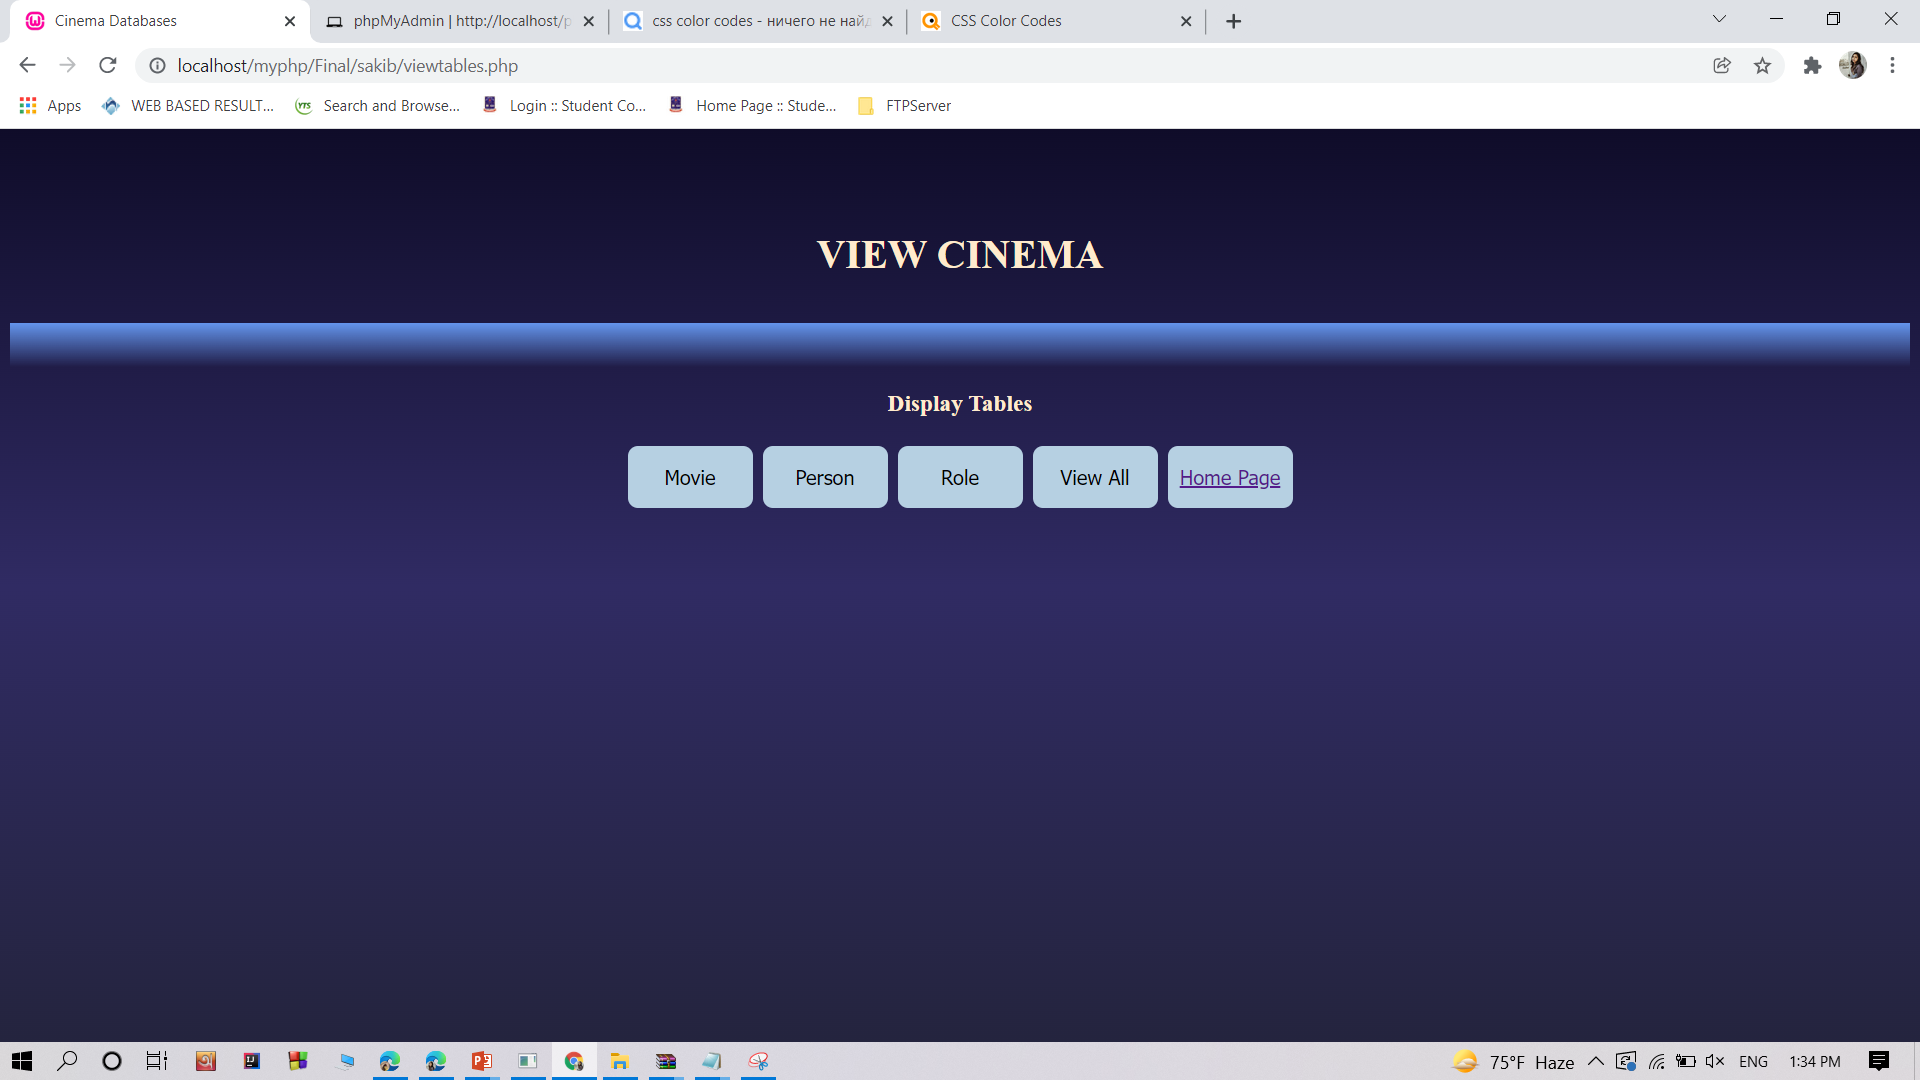 Cinema Databases
phpMyAdmin | http://localhost/p
css color codes - ничего не найд
CSS Color Codes
localhost/myphp/Final/sakib/viewtables.php
Apps
WEB BASED RESULT...
Search and Browse...
Login :: Student Co...
Home Page :: Stude...
FTPServer
VIEW CINEMA
Display Tables
Movie
Person
Role
View All
Home Page
75°F Haze
ENG
1:34 PM